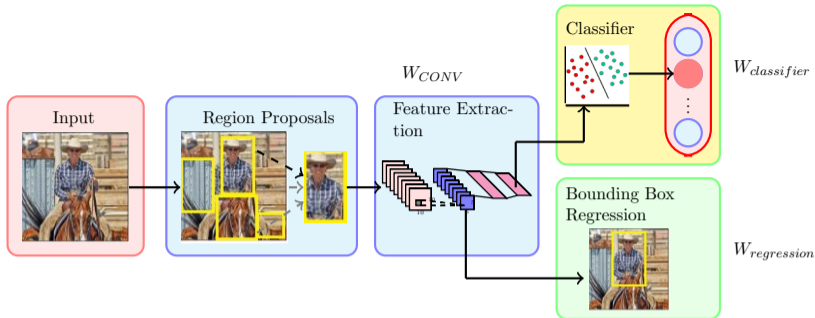 Input
Region Proposals
W_CONV
Feature Extrac-
tion
Classifier
W_classifier
Bounding Box
Regression
W_regression